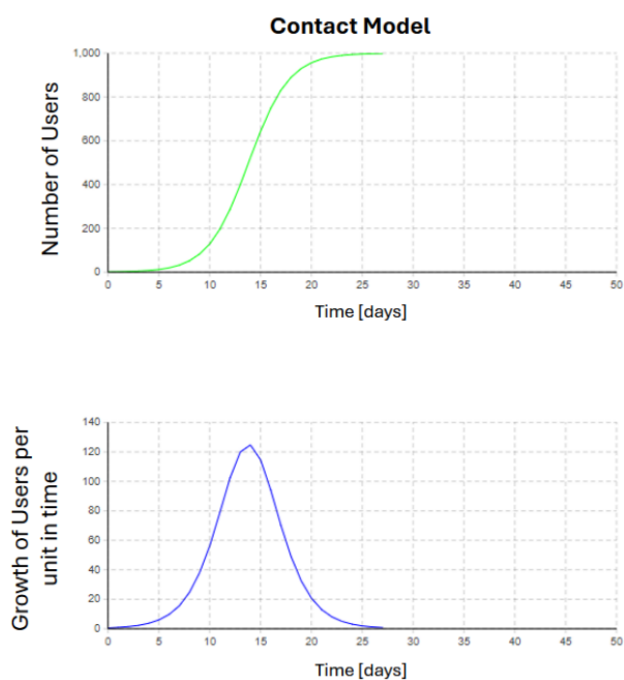 Contact Model
Number of Users
1,000
800
600
400
200
0
0 5 10 15 20 25 30 35 40 45 50
Time [days]
Growth of Users per
unit in time
140
120
100
80
60
40
20
0
0 5 10 15 20 25 30 35 40 45 50
Time [days]